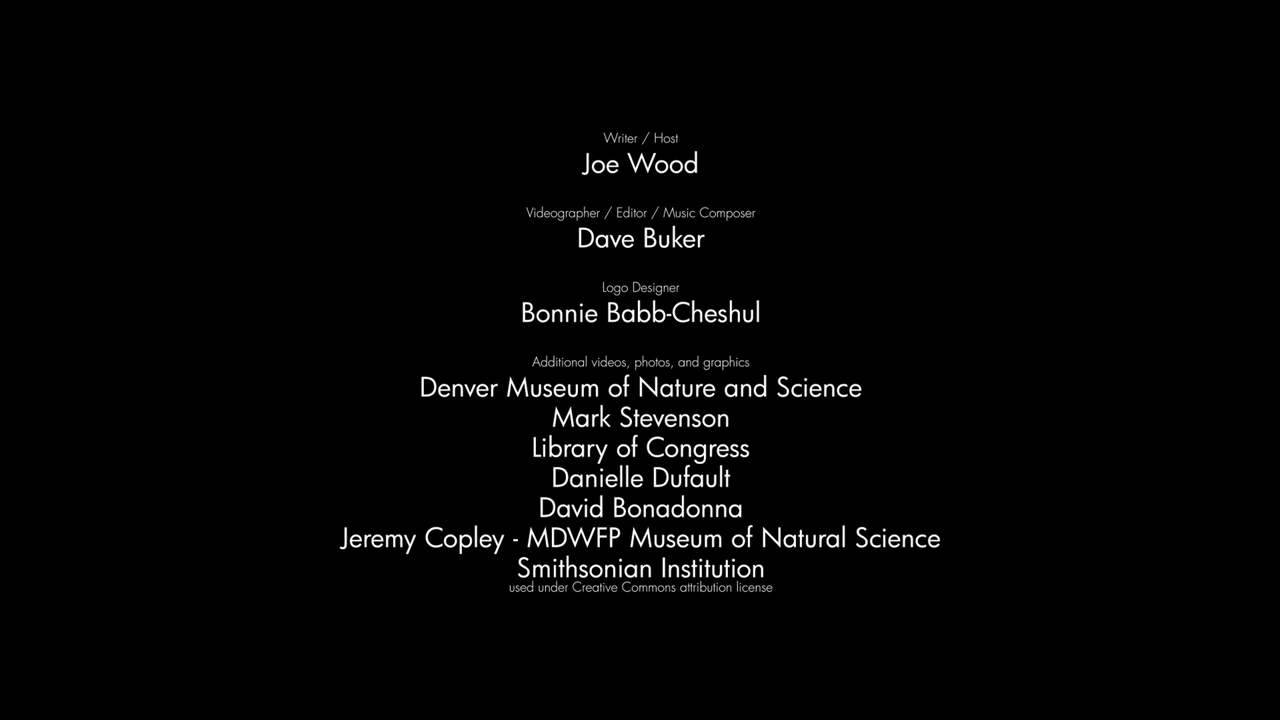 Writer / Host
Joe Wood
Videographer / Editor / Music Composer
Dave Buker
Logo Designer
Bonnie Babb-Cheshul
Additional videos, photos, and graphics
Denver Museum of Nature and Science
Mark Stevenson
Library of Congress
Danielle Dufault
David Bonadonna
Jeremy Copley - MDWFP Museum of Natural Science
Smithsonian Institution
used under Creative Commons attribution license